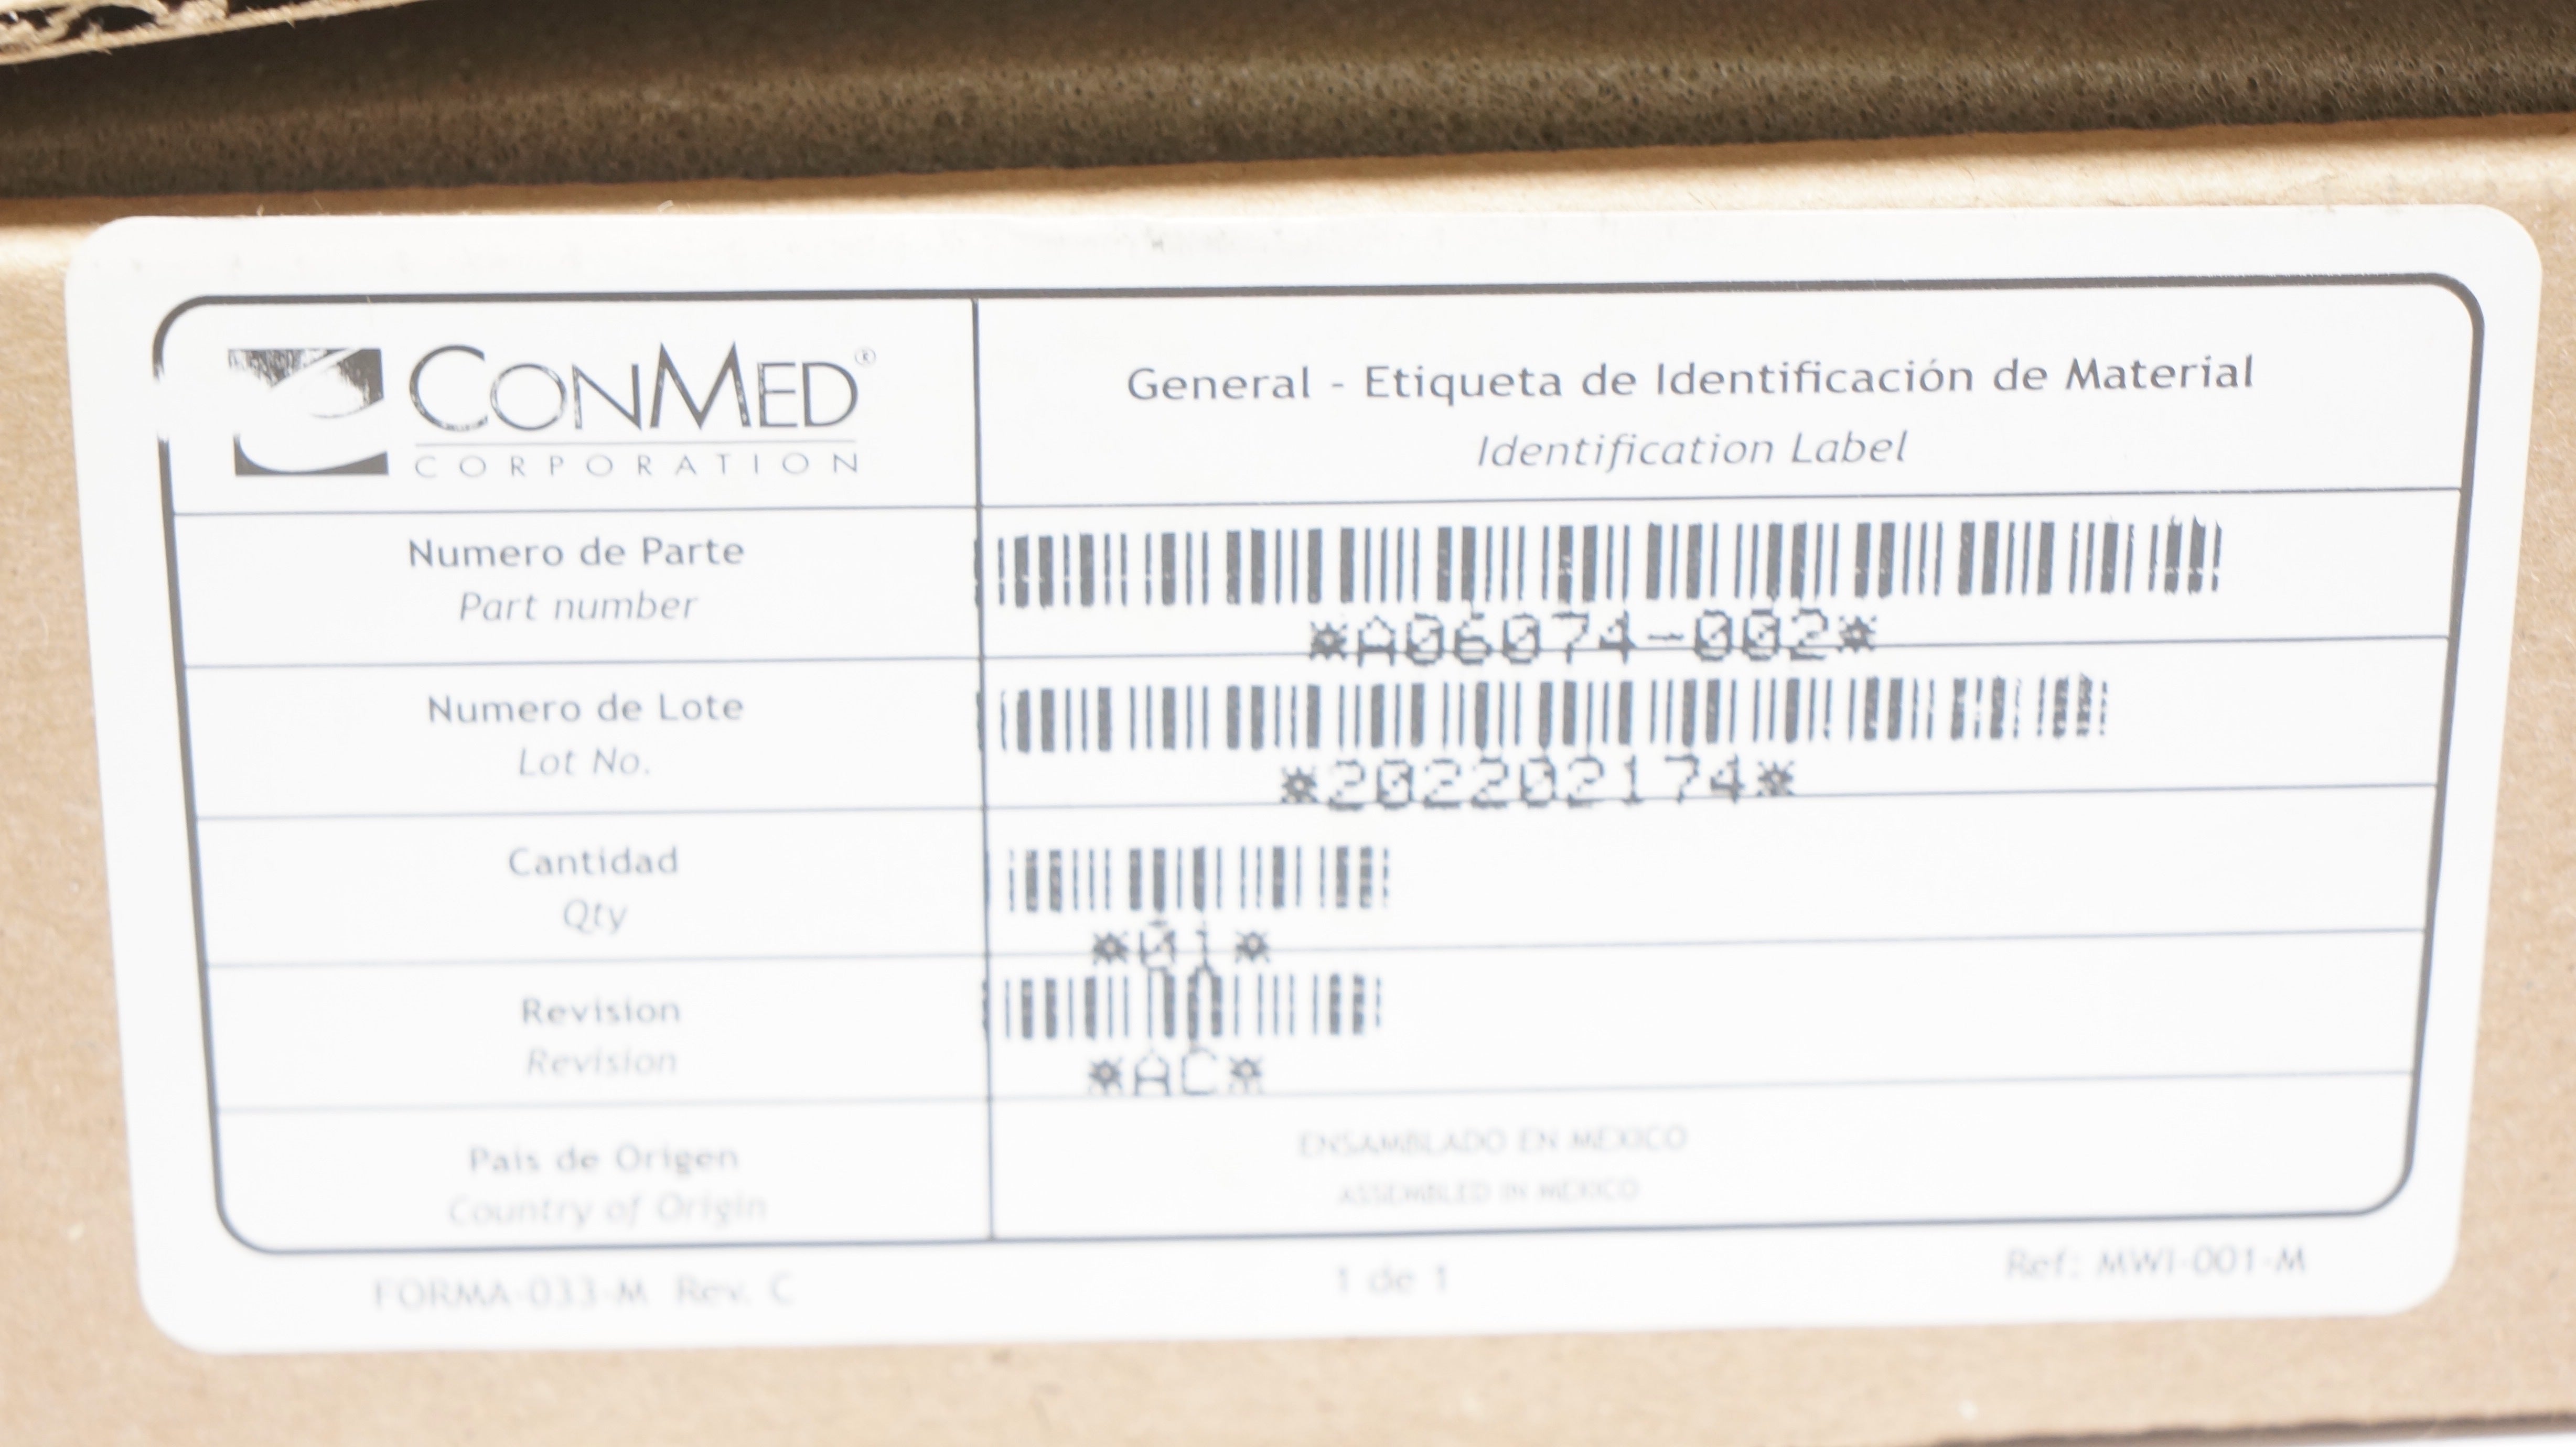 CONMED®
CORPORATION
General - Etiqueta de Identificación de Material
Identification Label
Numero de Parte
Part number
*A06074-002*
Numero de Lote
Lot No.
*202202174*
Cantidad
Qty
*01*
Revision
Revision
*AC*
Pais de Origen
Country of Origin
ENSAMBLADO EN MEXICO
ASSEMBLED IN MEXICO
FORMA-033-M Rev. C
1 de 1
Ref: MWI-001-M